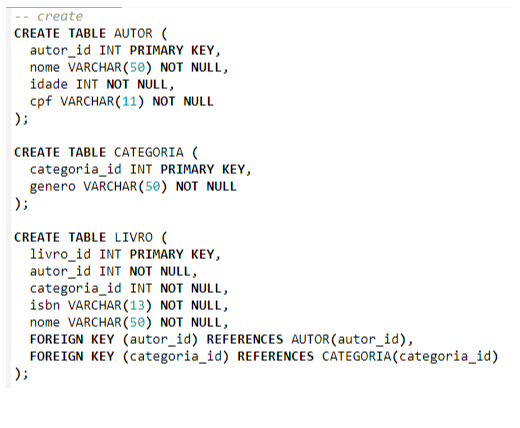 -- create
CREATE TABLE AUTOR (
  autor_id INT PRIMARY KEY,
  nome VARCHAR(50) NOT NULL,
  idade INT NOT NULL,
  cpf VARCHAR(11) NOT NULL
);

CREATE TABLE CATEGORIA (
  categoria_id INT PRIMARY KEY,
  genero VARCHAR(50) NOT NULL
);

CREATE TABLE LIVRO (
  livro_id INT PRIMARY KEY,
  autor_id INT NOT NULL,
  categoria_id INT NOT NULL,
  isbn VARCHAR(13) NOT NULL,
  nome VARCHAR(50) NOT NULL,
  FOREIGN KEY (autor_id) REFERENCES AUTOR(autor_id),
  FOREIGN KEY (categoria_id) REFERENCES CATEGORIA(categoria_id)
);